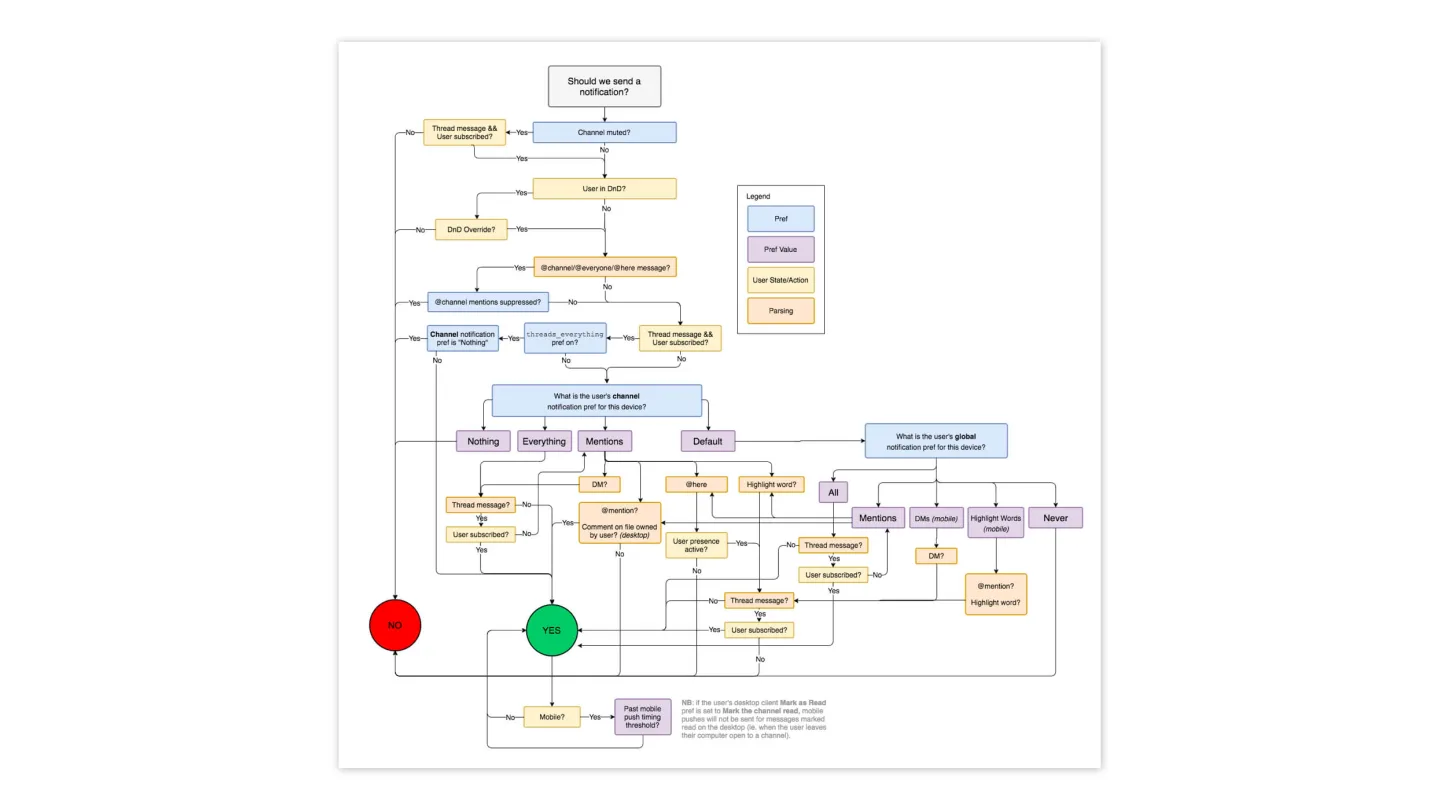 Should we send a
notification?
Thread message &&
User subscribed?
No
Yes
Channel muted?
No
Yes
User in DnD?
Yes
No
DnD Override?
No
Yes
@channel/@everyone/@here message?
Yes
No
@channel mentions suppressed?
Yes
No
Channel notification
pref is "Nothing"
Yes
threads_everything
pref on?
Yes
Thread message &&
User subscribed?
Yes
No
No
No
Legend
Pref
Pref Value
User State/Action
Parsing
What is the user's channel
notification pref for this device?
Nothing
Everything
Mentions
Default
What is the user's global
notification pref for this device?
DM?
@here
Highlight word?
All
Thread message?
No
Yes
User subscribed?
No
Yes
@mention?
Comment on file owned
by user? (desktop)
Yes
No
User presence
active?
Yes
No
Mentions
DMs (mobile)
Highlight Words
(mobile)
Never
Thread message?
No
Yes
User subscribed?
No
Yes
DM?
@mention?
Highlight word?
Thread message?
No
Yes
User subscribed?
Yes
No
NO
YES
Mobile?
No
Yes
Past mobile
push timing
threshold?
NB: if the user's desktop client Mark as Read
pref is set to Mark the channel read, mobile
pushes will not be sent for messages marked
read on the desktop (ie. when the user leaves
their computer open to a channel).